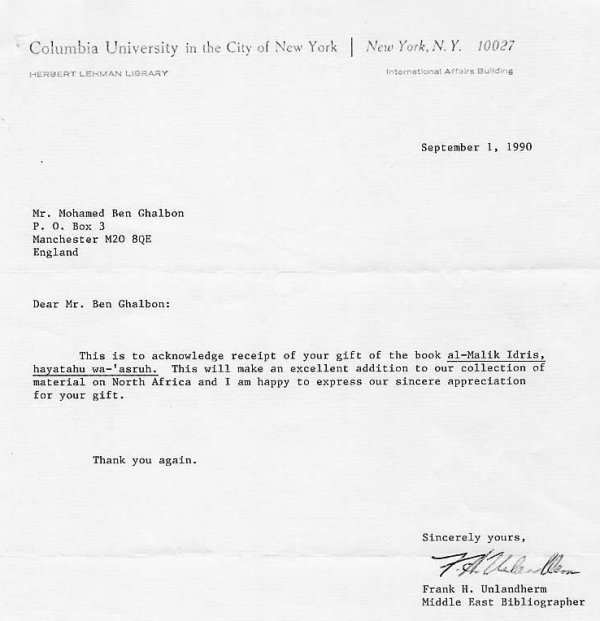 Columbia University in the City of New York | New York, N. Y. 10027
HERBERT LEHMAN LIBRARY International Affairs Building
September 1, 1990
Mr. Mohamed Ben Ghalbon
P. O. Box 3
Manchester M20 8QE
England
Dear Mr. Ben Ghalbon:
This is to acknowledge receipt of your gift of the book al-Malik Idris,
hayatahu wa-'asruh. This will make an excellent addition to our collection of
material on North Africa and I am happy to express our sincere appreciation
for your gift.
Thank you again.
Sincerely yours,
F. H. Unlandherm
Frank H. Unlandherm
Middle East Bibliographer